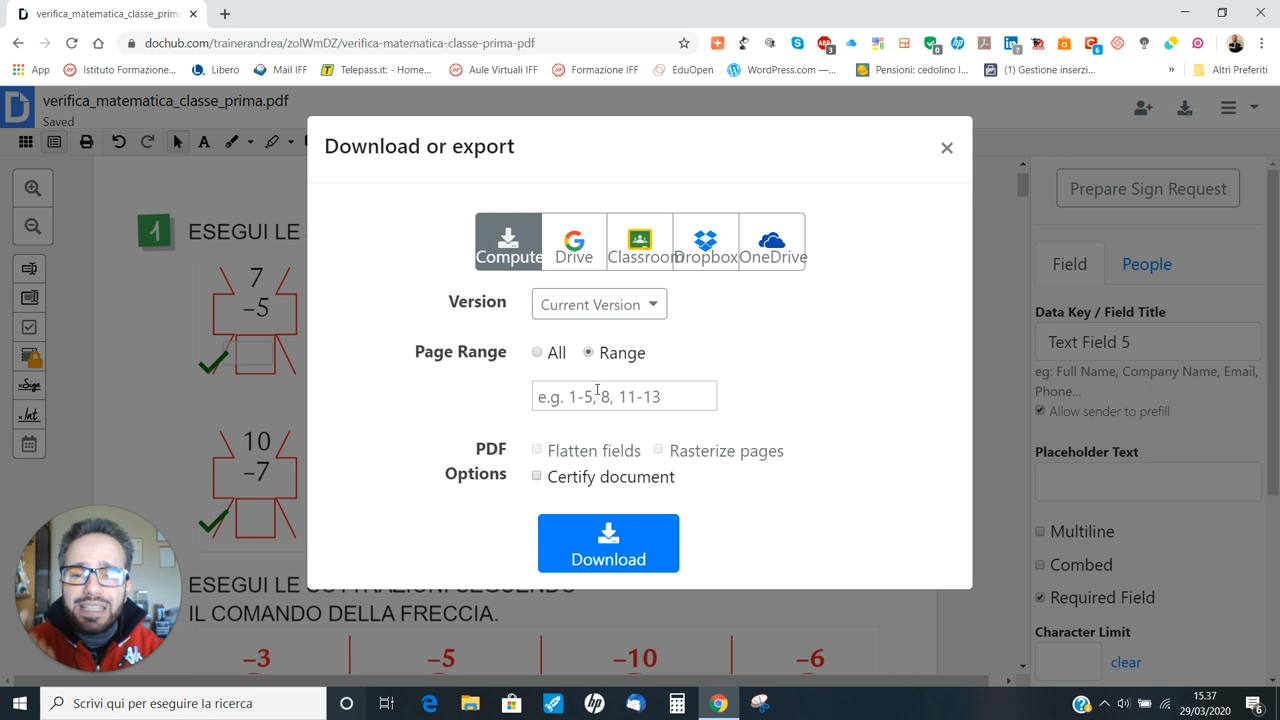 verifica_matematica_classe_prim
dochub.com/tranerandrea/zolWmDZ/verifica-matematica-classe-prima-pdf
App
Istituto Formazione...
Libero
Mail IFF
Telepass.it: - Home...
Aule Virtuali IFF
Formazione IFF
EduOpen
WordPress.com —...
Pensioni: cedolino I...
(1) Gestione inserzi...
»
Altri Preferiti
verifica_matematica_classe_prima.pdf
Saved
Download or export
×
Prepare Sign Request
1
ESEGUI LE
Compute
Drive
Classroom
Dropbox
OneDrive
7
–5
Version
Current Version
Field
People
Data Key / Field Title
Text Field 5
eg: Full Name, Company Name, Email,
Phone...
Allow sender to prefill
Page Range
All
Range
e.g. 1-5, 8, 11-13
10
–7
PDF
Options
Flatten fields
Rasterize pages
Certify document
Placeholder Text
Download
Multiline
Combed
Required Field
Character Limit
clear
IL COMANDO DELLA FRECCIA.
–3
–5
–10
–6
Scrivi qui per eseguire la ricerca
15.37
29/03/2020